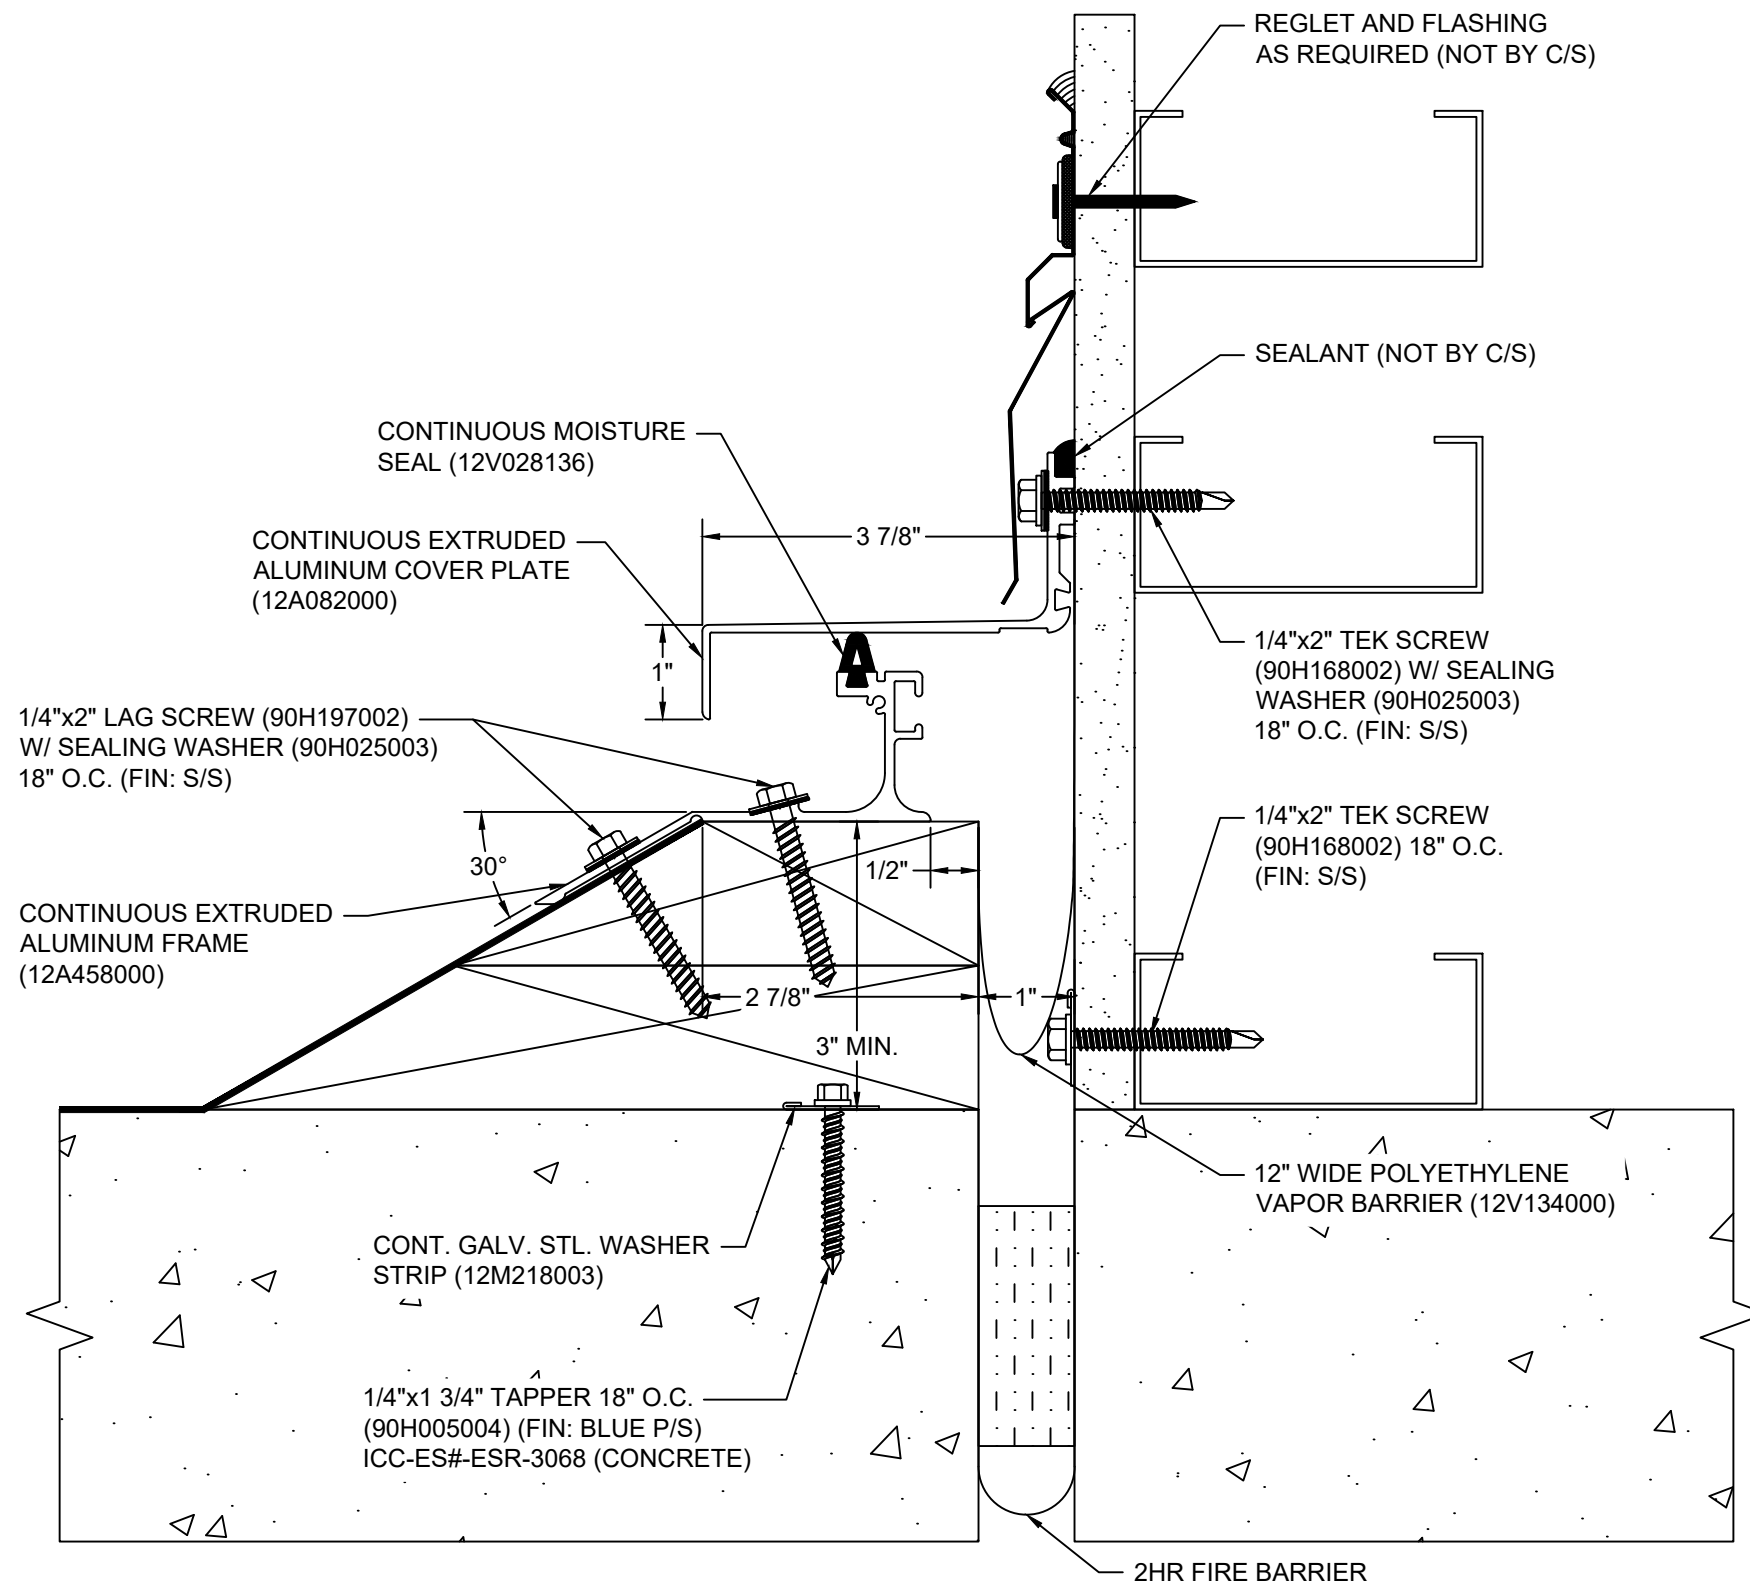 REGLET AND FLASHING
AS REQUIRED (NOT BY C/S)
SEALANT (NOT BY C/S)
CONTINUOUS MOISTURE
SEAL (12V028136)
3 7/8"
CONTINUOUS EXTRUDED
ALUMINUM COVER PLATE
(12A082000)
1"
1/4"x2" TEK SCREW
(90H168002) W/ SEALING
WASHER (90H025003)
18" O.C. (FIN: S/S)
1/4"x2" LAG SCREW (90H197002)
W/ SEALING WASHER (90H025003)
18" O.C. (FIN: S/S)
1/4"x2" TEK SCREW
(90H168002) 18" O.C.
(FIN: S/S)
30°
1/2"
CONTINUOUS EXTRUDED
ALUMINUM FRAME
(12A458000)
2 7/8"
1"
3" MIN.
12" WIDE POLYETHYLENE
VAPOR BARRIER (12V134000)
CONT. GALV. STL. WASHER
STRIP (12M218003)
1/4"x1 3/4" TAPPER 18" O.C.
(90H005004) (FIN: BLUE P/S)
ICC-ES#-ESR-3068 (CONCRETE)
2HR FIRE BARRIER